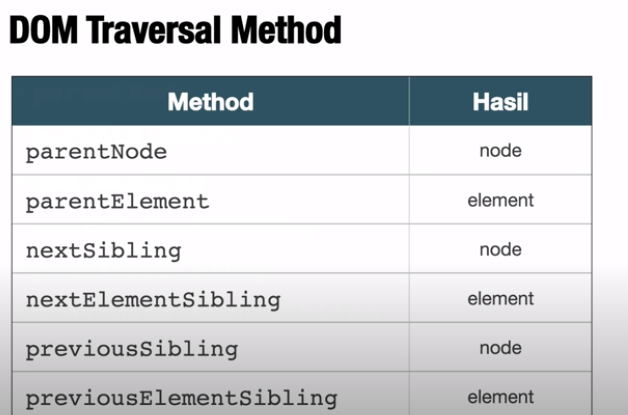 DOM Traversal Method
Method Hasil
parentNode node
parentElement element
nextSibling node
nextElementSibling element
previousSibling node
previousElementSibling element